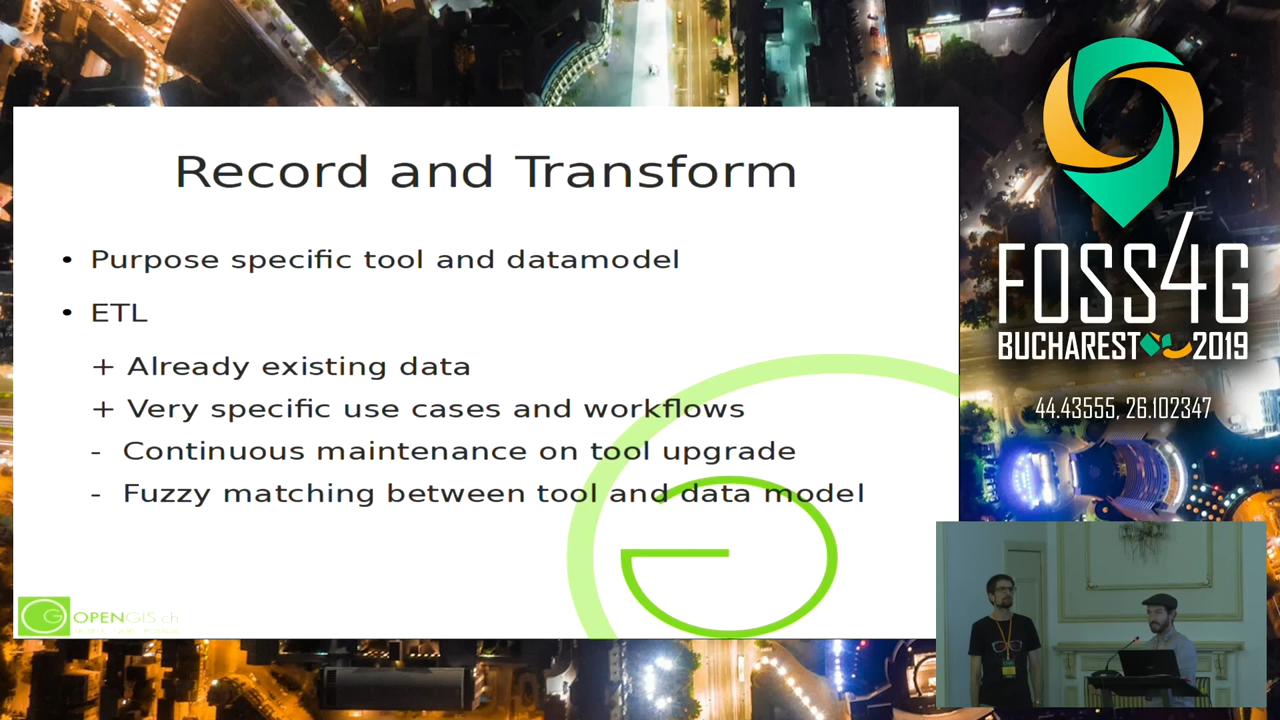 Record and Transform
• Purpose specific tool and datamodel
• ETL
+ Already existing data
+ Very specific use cases and workflows
- Continuous maintenance on tool upgrade
- Fuzzy matching between tool and data model
OPENGIS.ch
FOSS4G
BUCHAREST 2019
44.43555, 26.102347